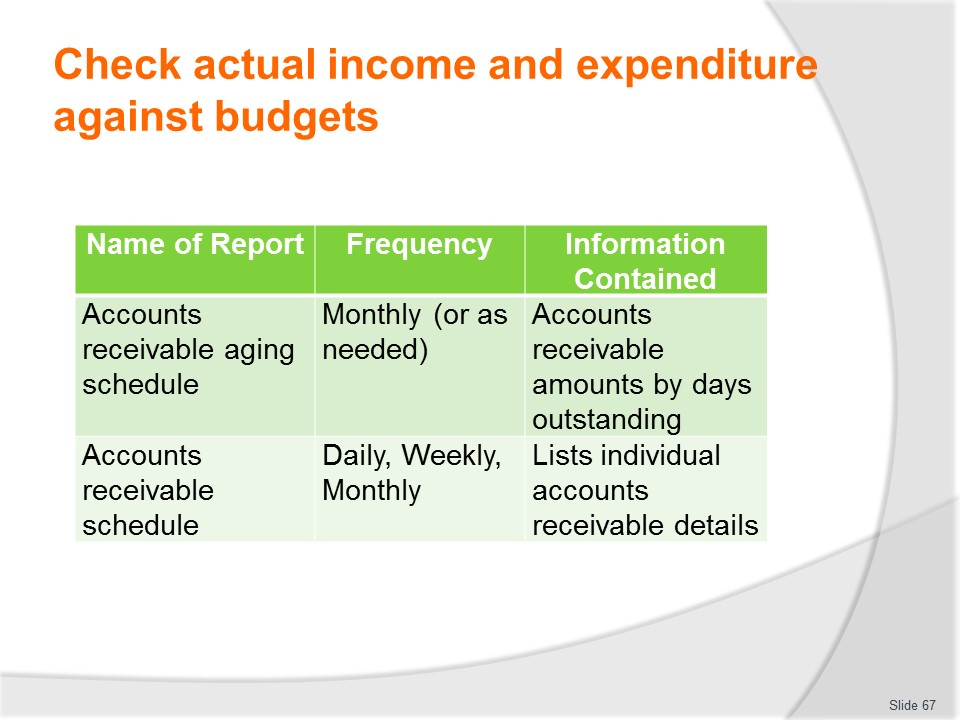 Check actual income and expenditure
against budgets
Name of Report
Frequency
Information
Contained
Accounts
receivable aging
schedule
Monthly (or as
needed)
Accounts
receivable
amounts by days
outstanding
Accounts
receivable
schedule
Daily, Weekly,
Monthly
Lists individual
accounts
receivable details
Slide 67